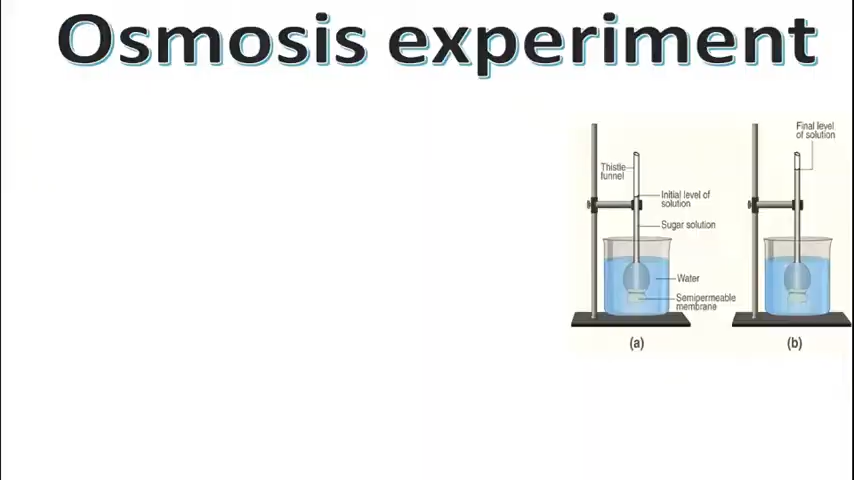 Osmosis experiment
Final level
of solution
Thistle
funnel
Initial level of
solution
Sugar solution
Water
Semipermeable
membrane
(a)
(b)